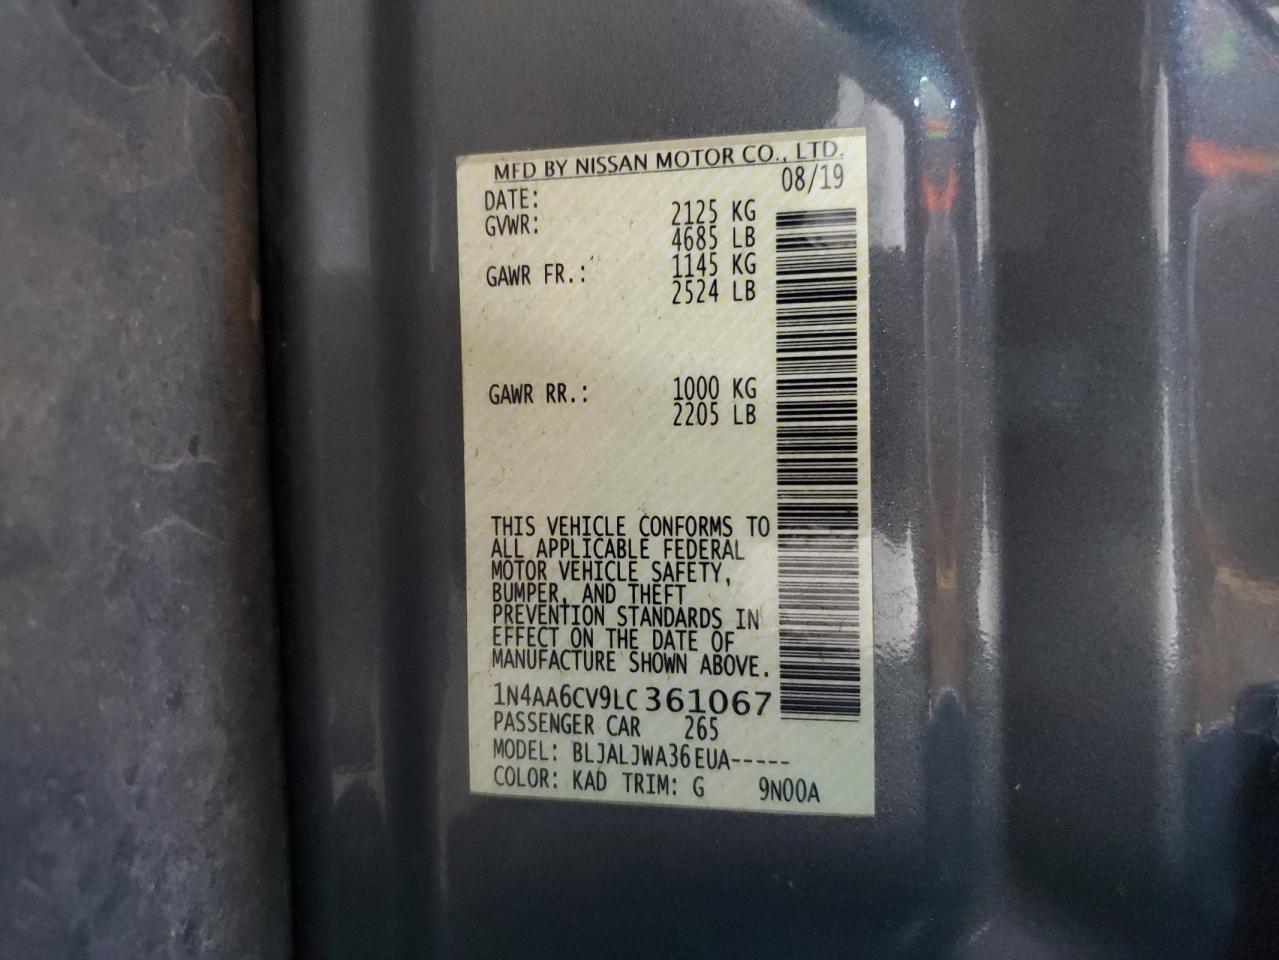 MFD BY NISSAN MOTOR CO., LTD.
DATE: 08/19
GVWR: 2125 KG
4685 LB
GAWR FR.: 1145 KG
2524 LB
GAWR RR.: 1000 KG
2205 LB
THIS VEHICLE CONFORMS TO
ALL APPLICABLE FEDERAL
MOTOR VEHICLE SAFETY,
BUMPER, AND THEFT
PREVENTION STANDARDS IN
EFFECT ON THE DATE OF
MANUFACTURE SHOWN ABOVE.
1N4AA6CV9LC361067
PASSENGER CAR 265
MODEL: BLJALJWA36EUA-----
COLOR: KAD TRIM: G 9N00A